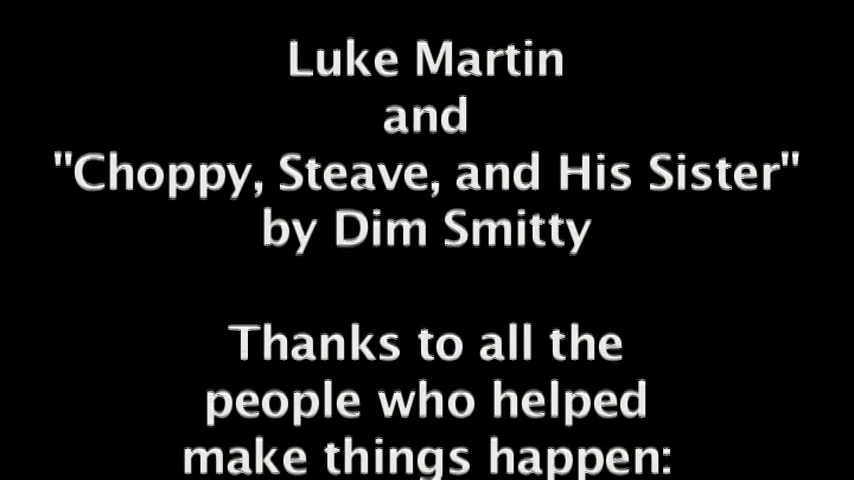 Luke Martin
and
"Choppy, Steave, and His Sister"
by Dim Smitty
Thanks to all the
people who helped
make things happen: